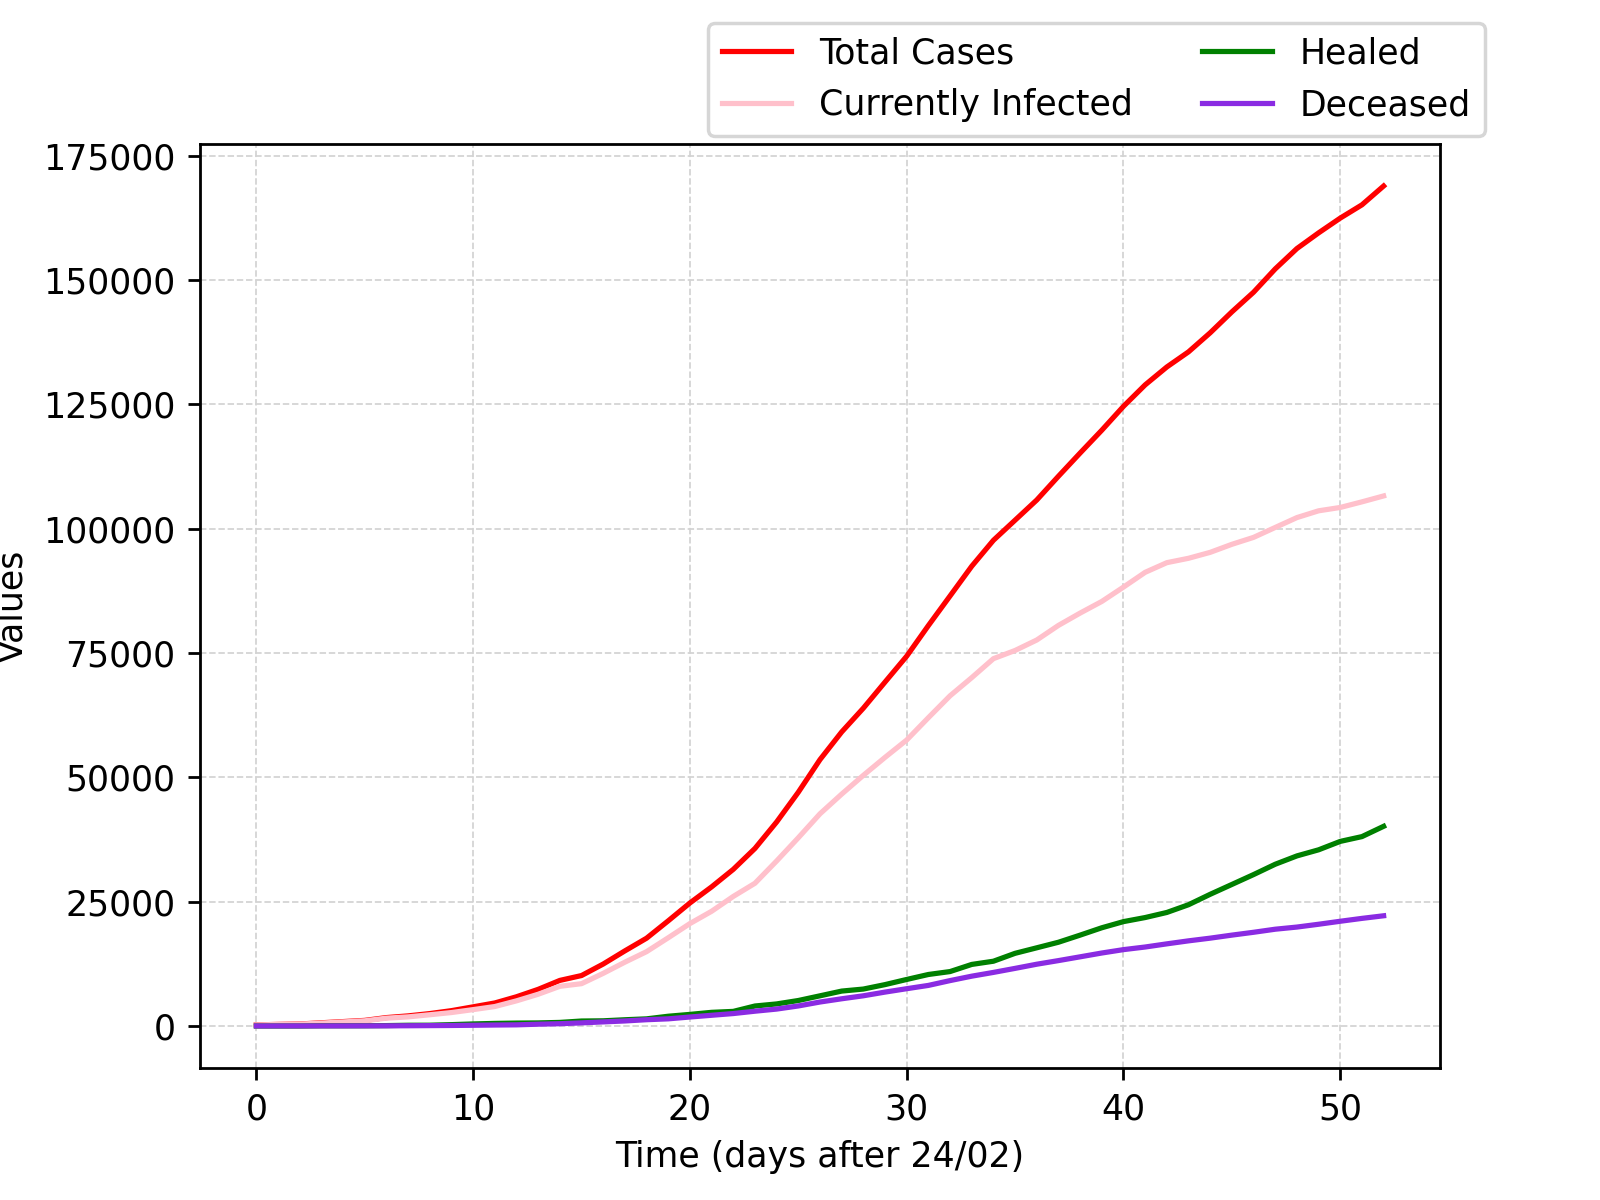 Total Cases
Currently Infected
Healed
Deceased
175000
150000
125000
100000
75000
50000
25000
0
Values
0 10 20 30 40 50
Time (days after 24/02)